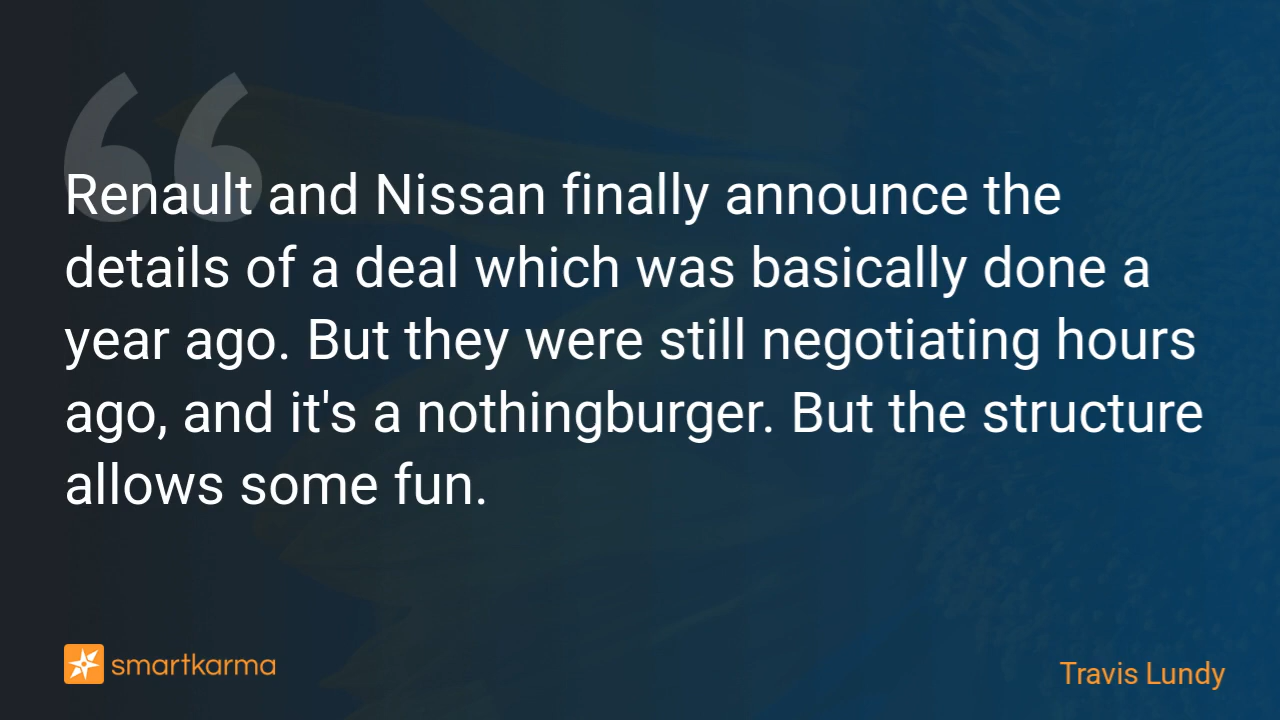 Renault and Nissan finally announce the
details of a deal which was basically done a
year ago. But they were still negotiating hours
ago, and it's a nothingburger. But the structure
allows some fun.
smartkarma
Travis Lundy